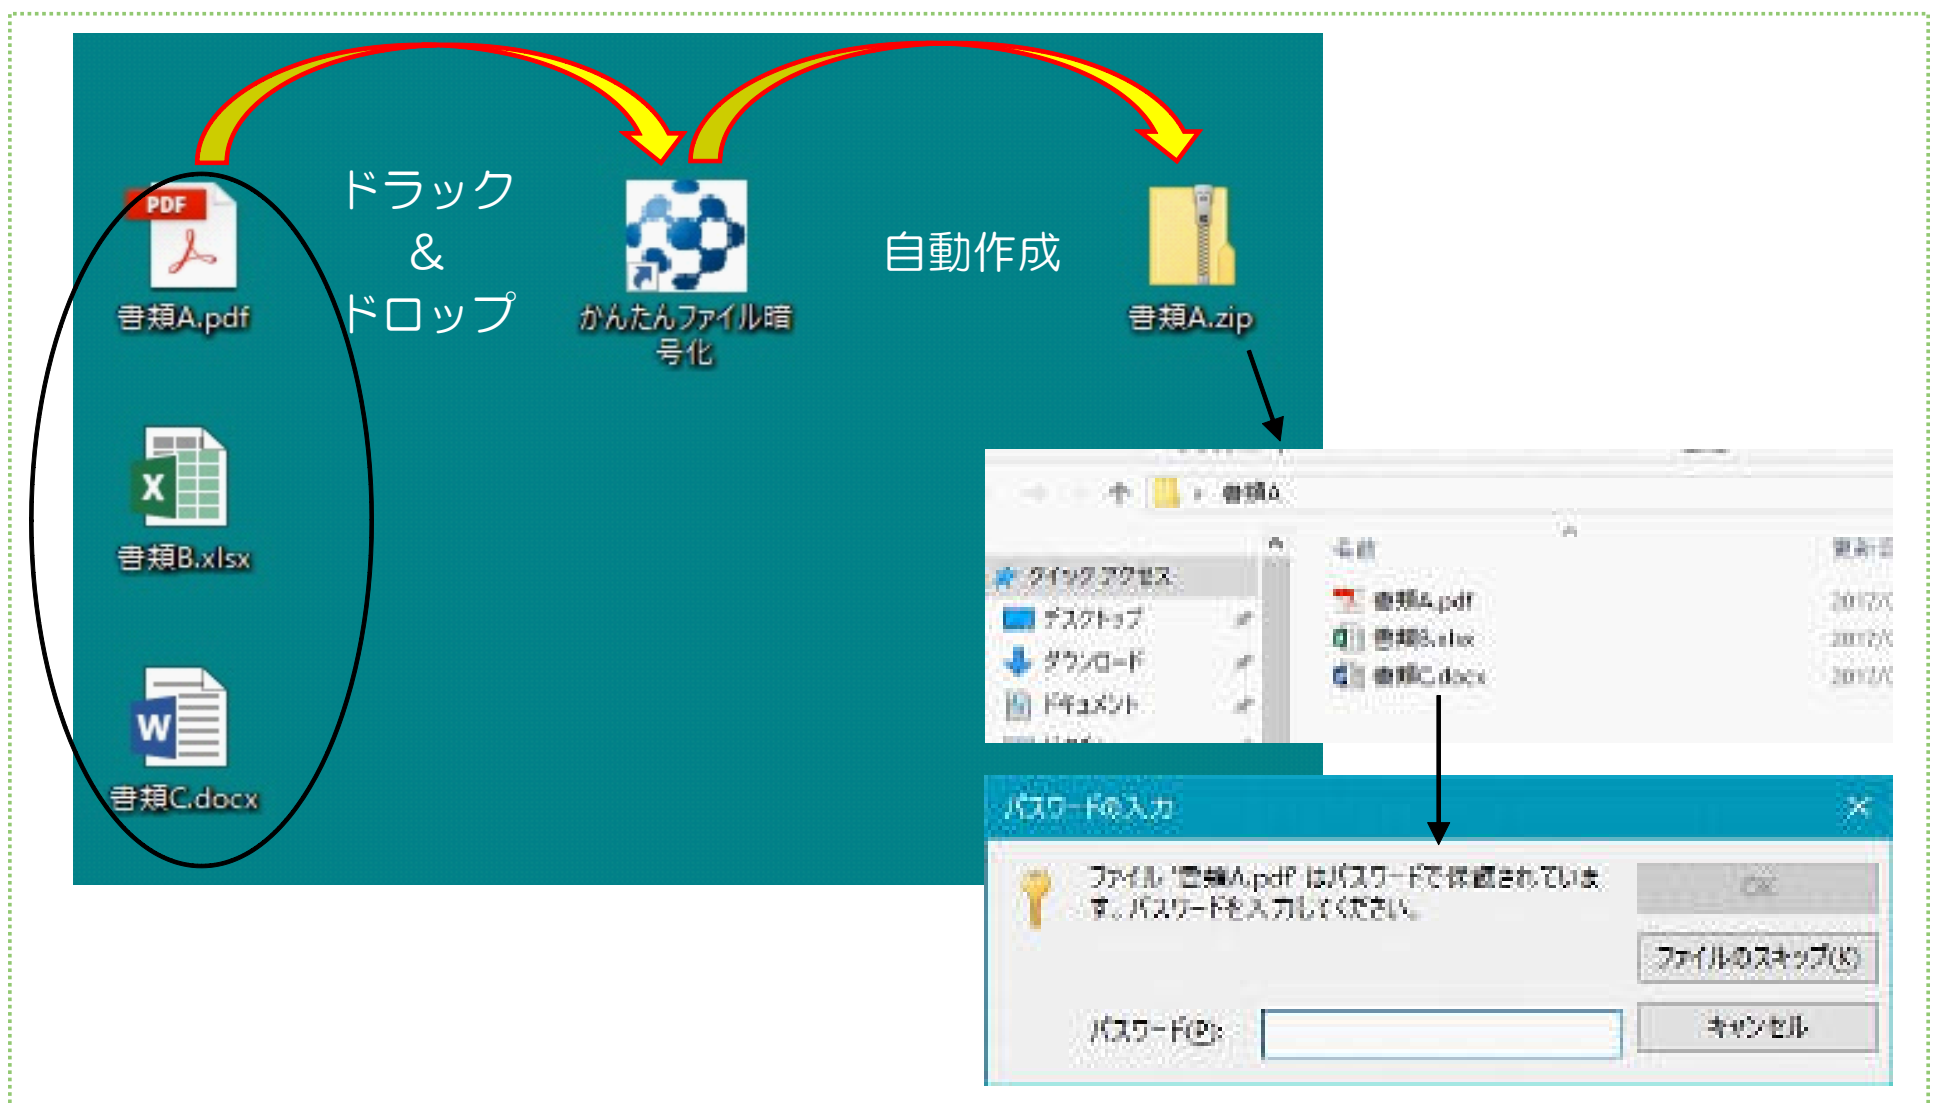 PDF
書類A.pdf
ドラック
&
ドロップ
かんたんファイル暗
号化
自動作成
書類A.zip
X
書類B.xlsx
W
書類C.docx
書類A
クイック アクセス
デスクトップ
ダウンロード
ドキュメント
名前
書類A.pdf
書類B.xlsx
書類C.docx
パスワードの入力
ファイル '書類A.pdf' はパスワードで保護されていま
す。パスワードを入力してください。
OK
ファイルのスキップ(K)
パスワード(P):
キャンセル